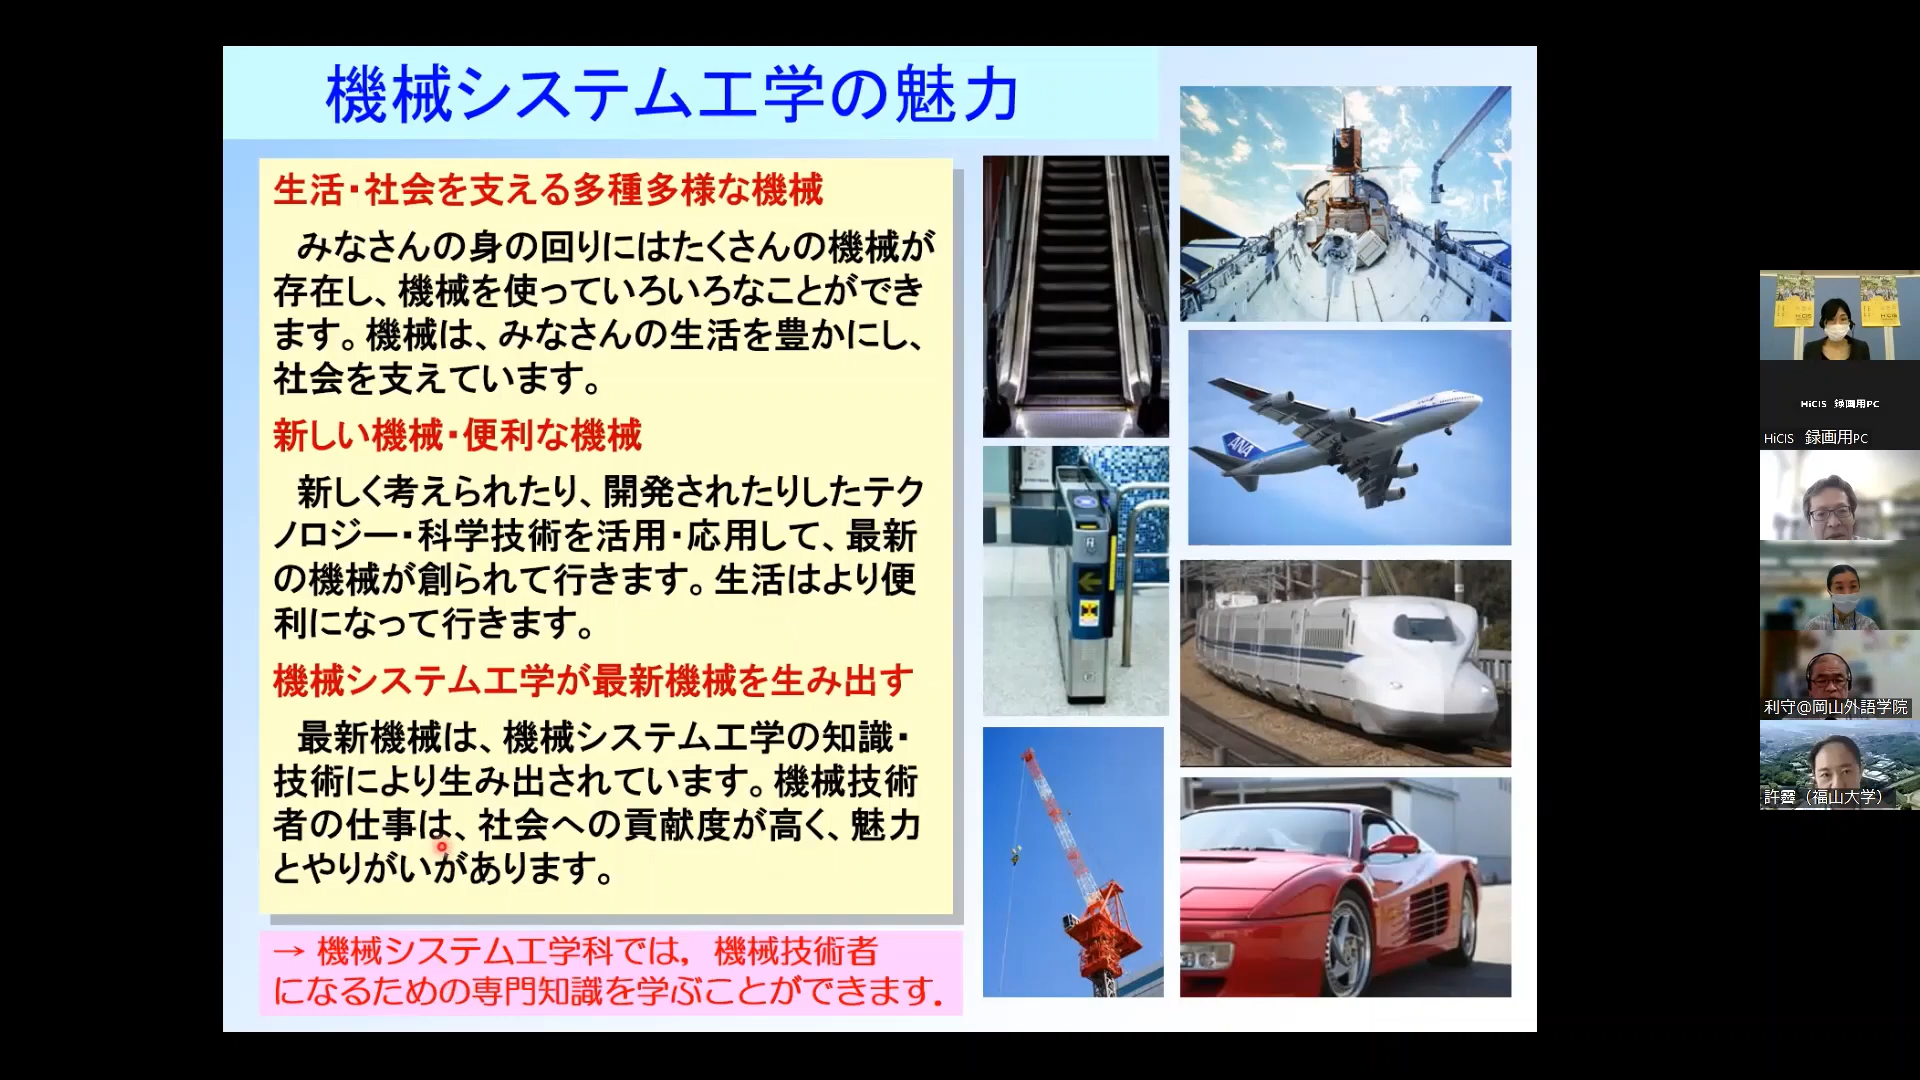 機械システム工学の魅力
生活・社会を支える多種多様な機械
みなさんの身の回りにはたくさんの機械が
存在し、機械を使っていろいろなことができ
ます。機械は、みなさんの生活を豊かにし、
社会を支えています。
新しい機械・便利な機械
新しく考えられたり、開発されたりしたテク
ノロジー・科学技術を活用・応用して、最新
の機械が創られて行きます。生活はより便
利になって行きます。
機械システム工学が最新機械を生み出す
最新機械は、機械システム工学の知識・
技術により生み出されています。機械技術
者の仕事は、社会への貢献度が高く、魅力
とやりがいがあります。
→ 機械システム工学科では，機械技術者
になるための専門知識を学ぶことができます．
ANA
HiCIS 録画用PC
HiCIS 録画用PC
利守@岡山外語学院
許靄（福山大学）